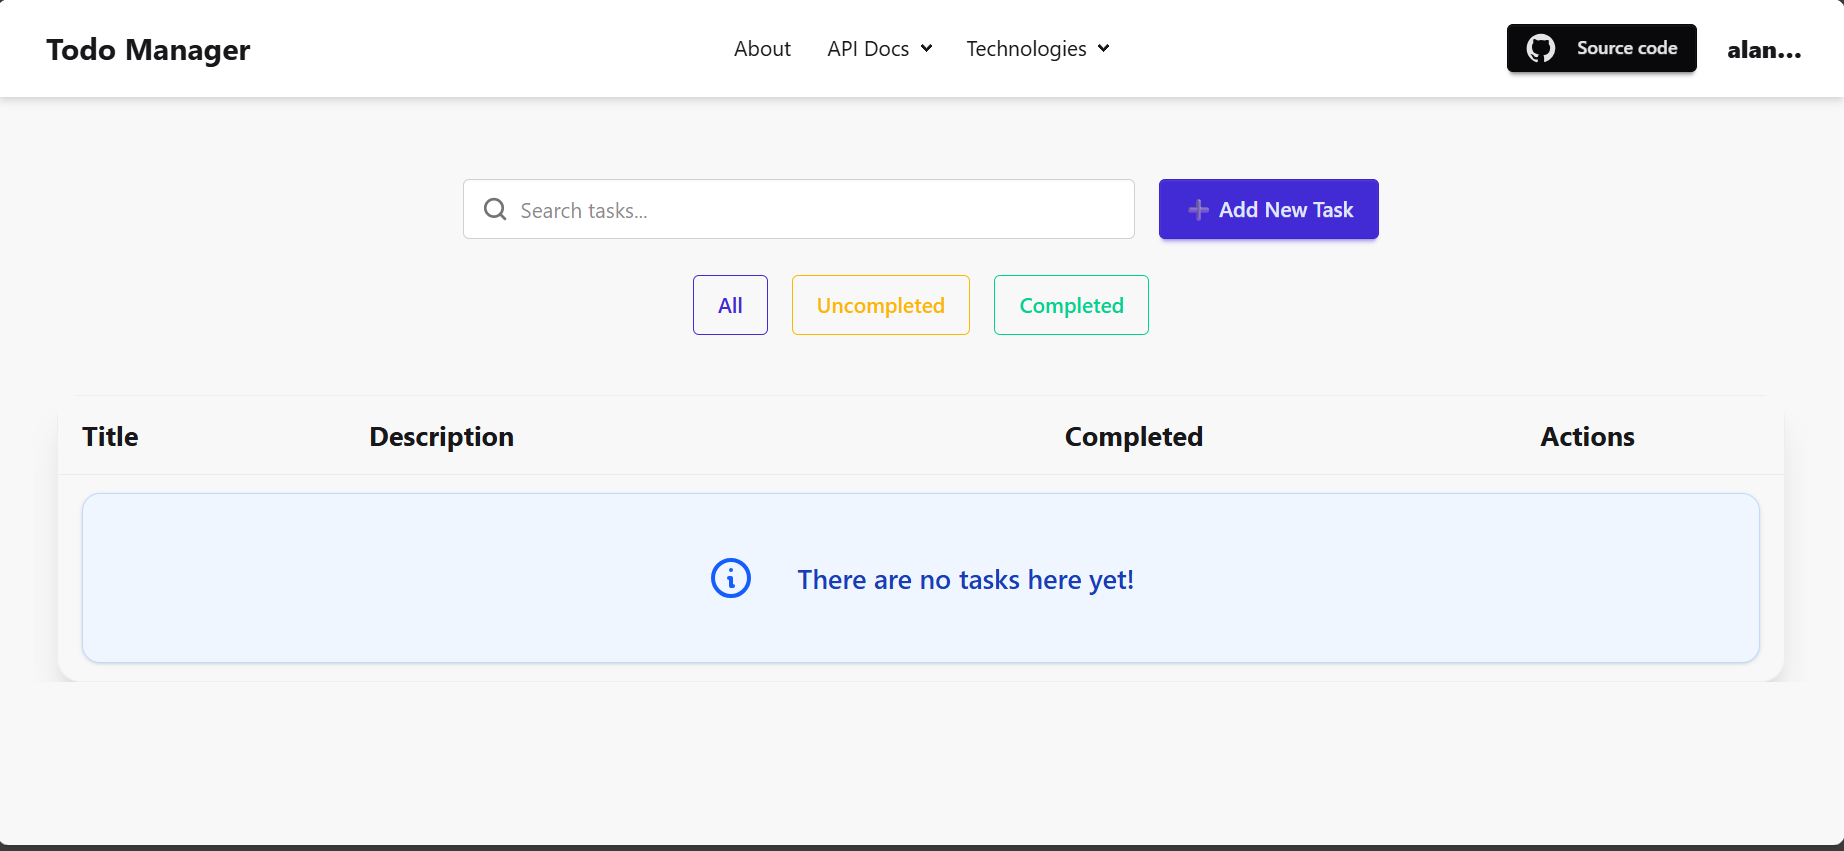 Todo Manager
About
API Docs
Technologies
Source code
alan...
Search tasks...
Add New Task
All
Uncompleted
Completed
Title
Description
Completed
Actions
There are no tasks here yet!